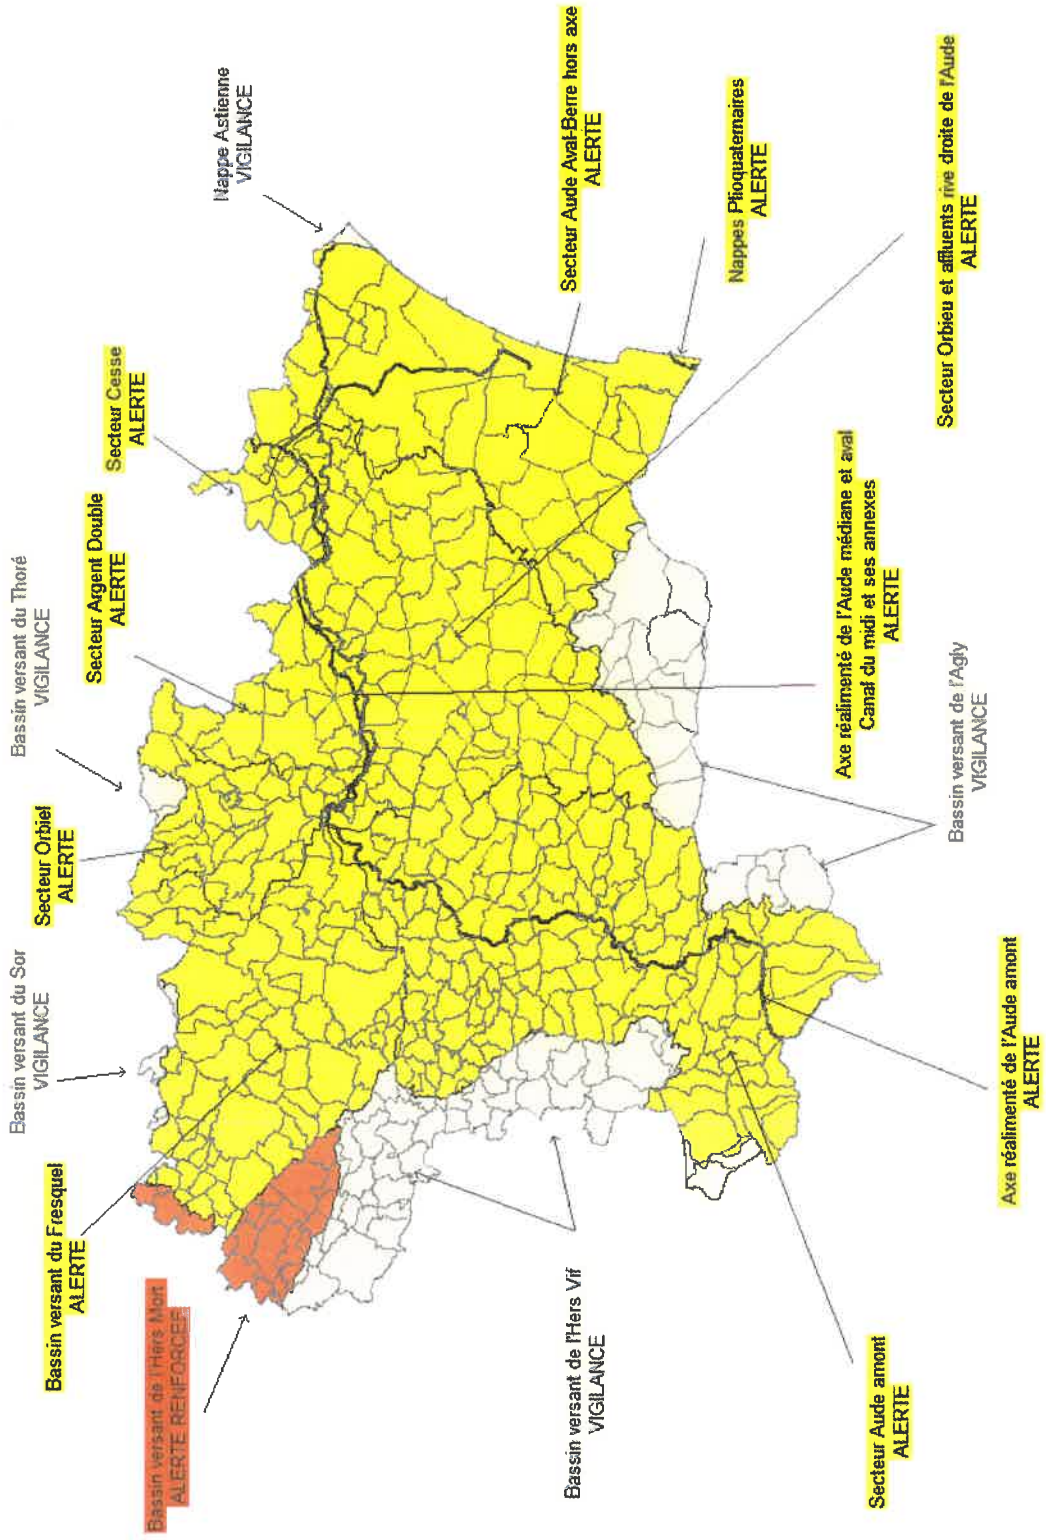 Bassin versant du Sor
VIGILANCE
Bassin versant du Thoré
VIGILANCE
Secteur Orbiel
ALERTE
Bassin versant du Fresquel
ALERTE
Secteur Argent Double
ALERTE
Secteur Cesse
ALERTE
Bassin versant de l'Hers Mort
ALERTE RENFORCEE
Nappe Astienne
VIGILANCE
Bassin versant de l'Hers Vif
VIGILANCE
Secteur Aude Aval-Berre hors axe
ALERTE
Nappes Plioquaternaires
ALERTE
Axe réalimenté de l'Aude médiane et aval
Canal du midi et ses annexes
ALERTE
Secteur Aude amont
ALERTE
Secteur Orbieu et affluents rive droite de l'Aude
ALERTE
Bassin versant de l'Agly
VIGILANCE
Axe réalimenté de l'Aude amont
ALERTE